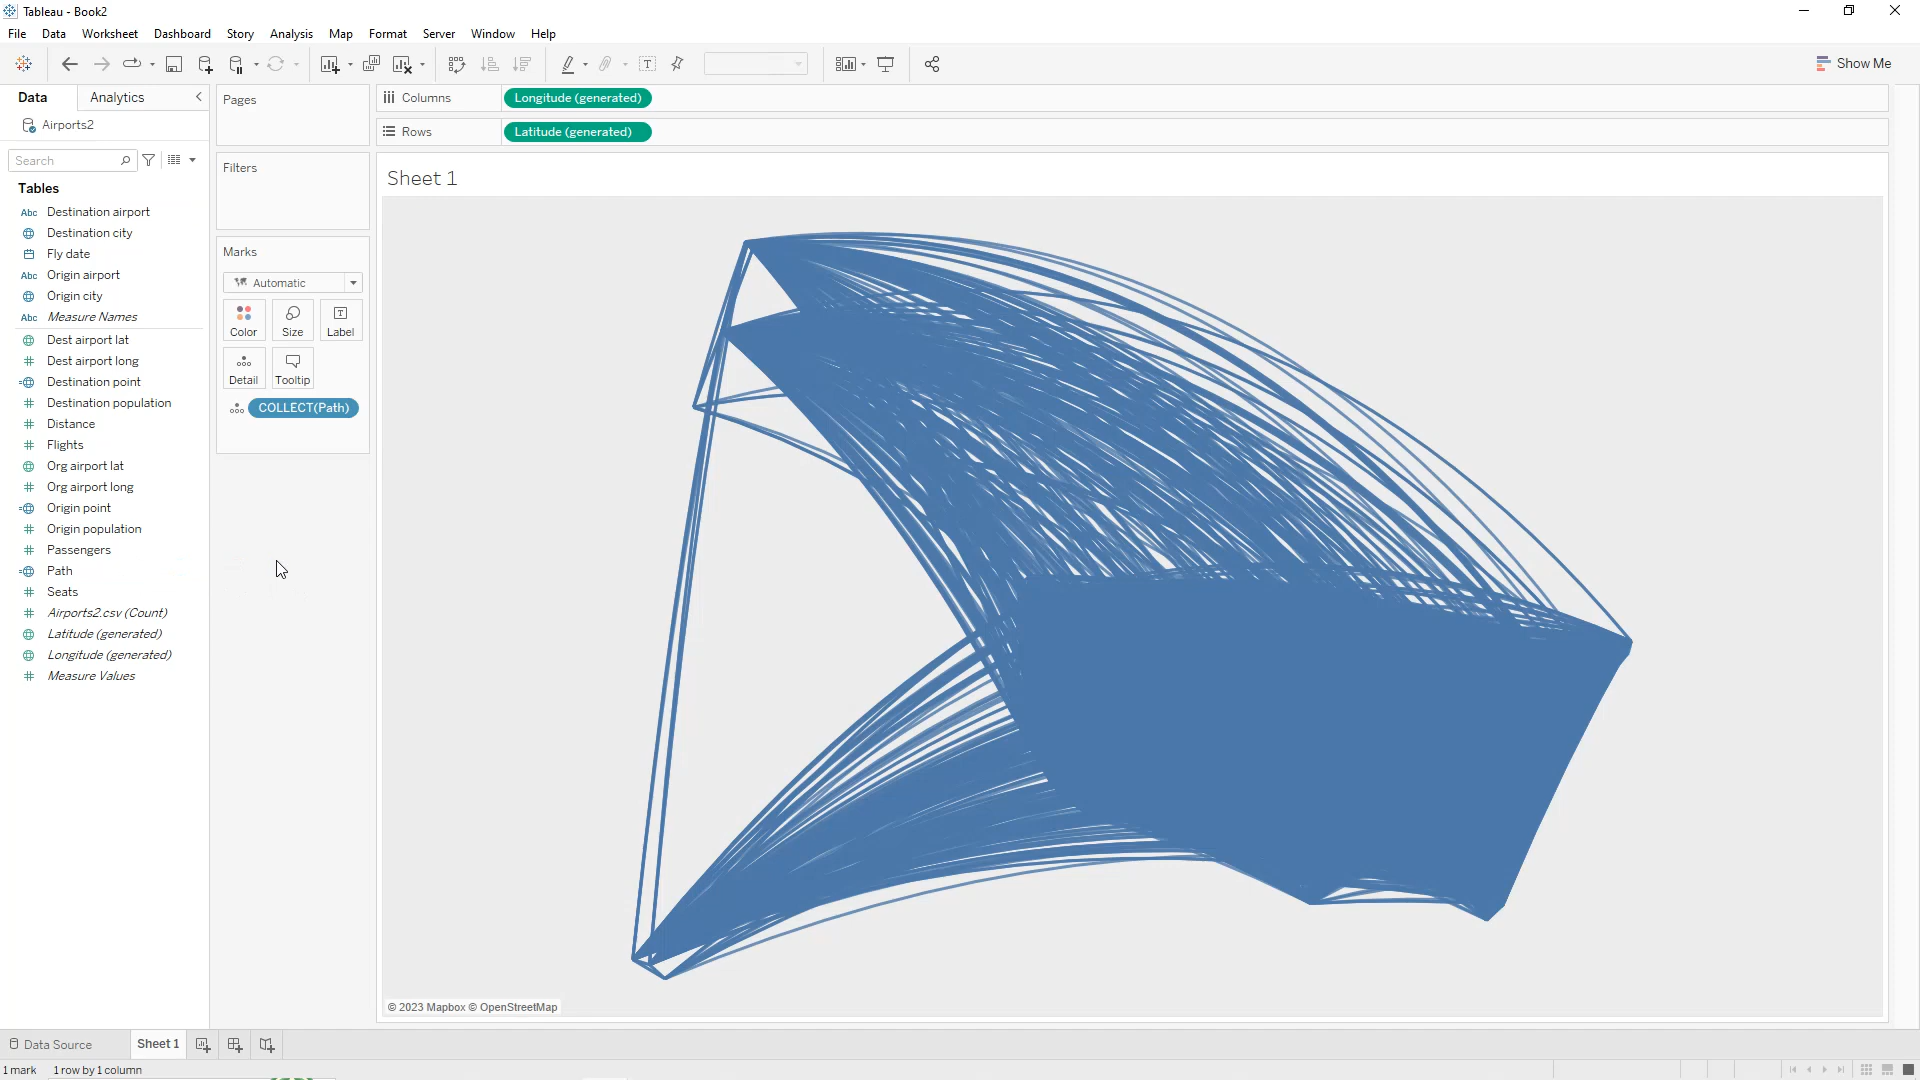 Tableau - Book2
File Data Worksheet Dashboard Story Analysis Map Format Server Window Help
Show Me
Data Analytics
Airports2
Search
Tables
Abc Destination airport
Destination city
Fly date
Abc Origin airport
Origin city
Abc Measure Names
Dest airport lat
Dest airport long
Destination point
Destination population
Distance
Flights
Org airport lat
Org airport long
Origin point
Origin population
Passengers
Path
Seats
Airports2.csv (Count)
Latitude (generated)
Longitude (generated)
Measure Values
Pages
Filters
Marks
Automatic
Color Size Label
Detail Tooltip
COLLECT(Path)
Columns Longitude (generated)
Rows Latitude (generated)
Sheet 1
© 2023 Mapbox © OpenStreetMap
Data Source Sheet 1
1 mark 1 row by 1 column